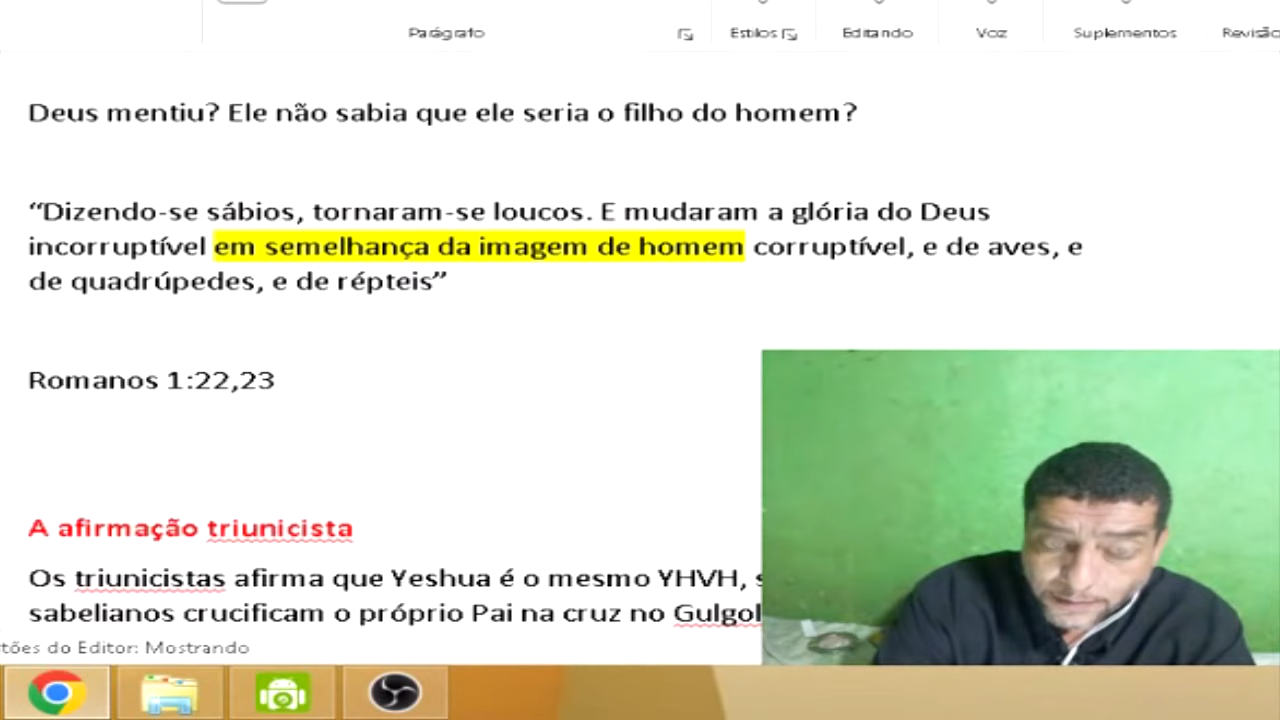 Parágrafo
Estilos
Editando
Voz
Suplementos
Revisão
Deus mentiu? Ele não sabia que ele seria o filho do homem?
“Dizendo-se sábios, tornaram-se loucos. E mudaram a glória do Deus
incorruptível em semelhança da imagem de homem corruptível, e de aves, e
de quadrúpedes, e de répteis”
Romanos 1:22,23
A afirmação triunicista
Os triunicistas afirma que Yeshua é o mesmo YHVH,
sabelianos crucificam o próprio Pai na cruz no Gulgol
tões do Editor: Mostrando